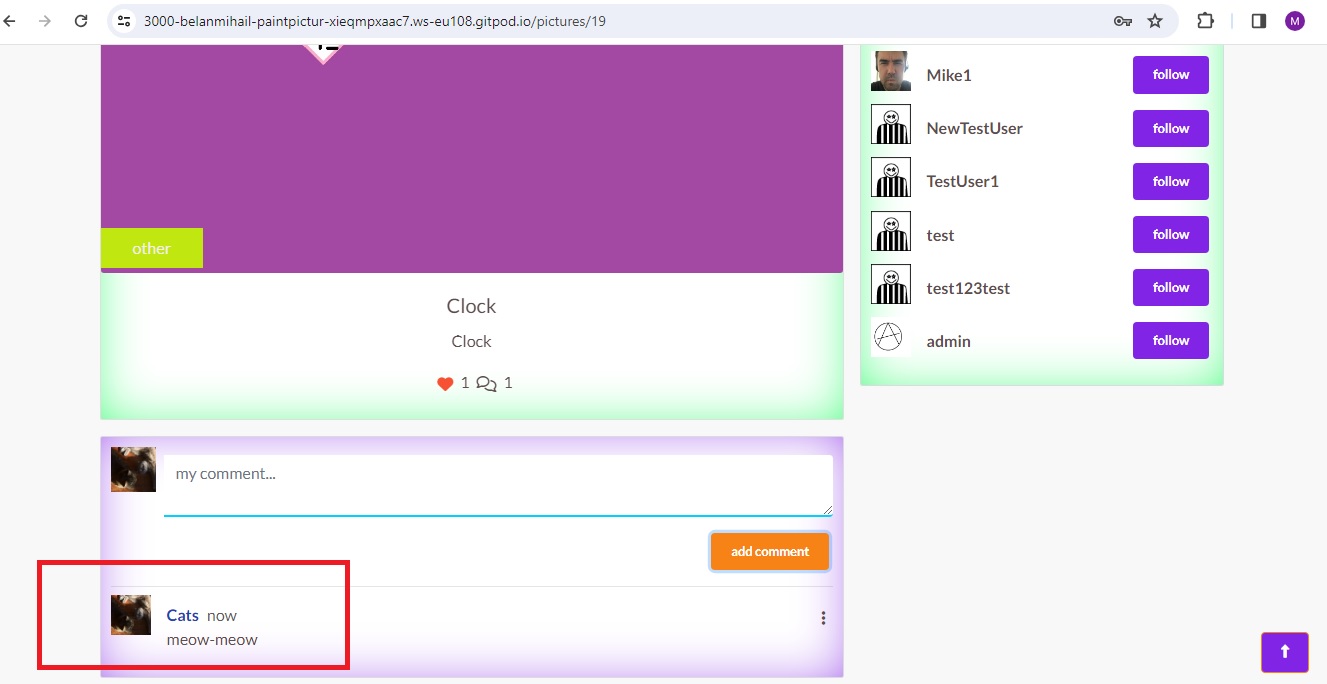 3000-belanmihail-paintpictur-xieqmpxaac7.ws-eu108.gitpod.io/pictures/19
M
other
Clock
Clock
1 1
my comment...
add comment
Cats now
meow-meow
Mike1 follow
NewTestUser follow
TestUser1 follow
test follow
test123test follow
admin follow